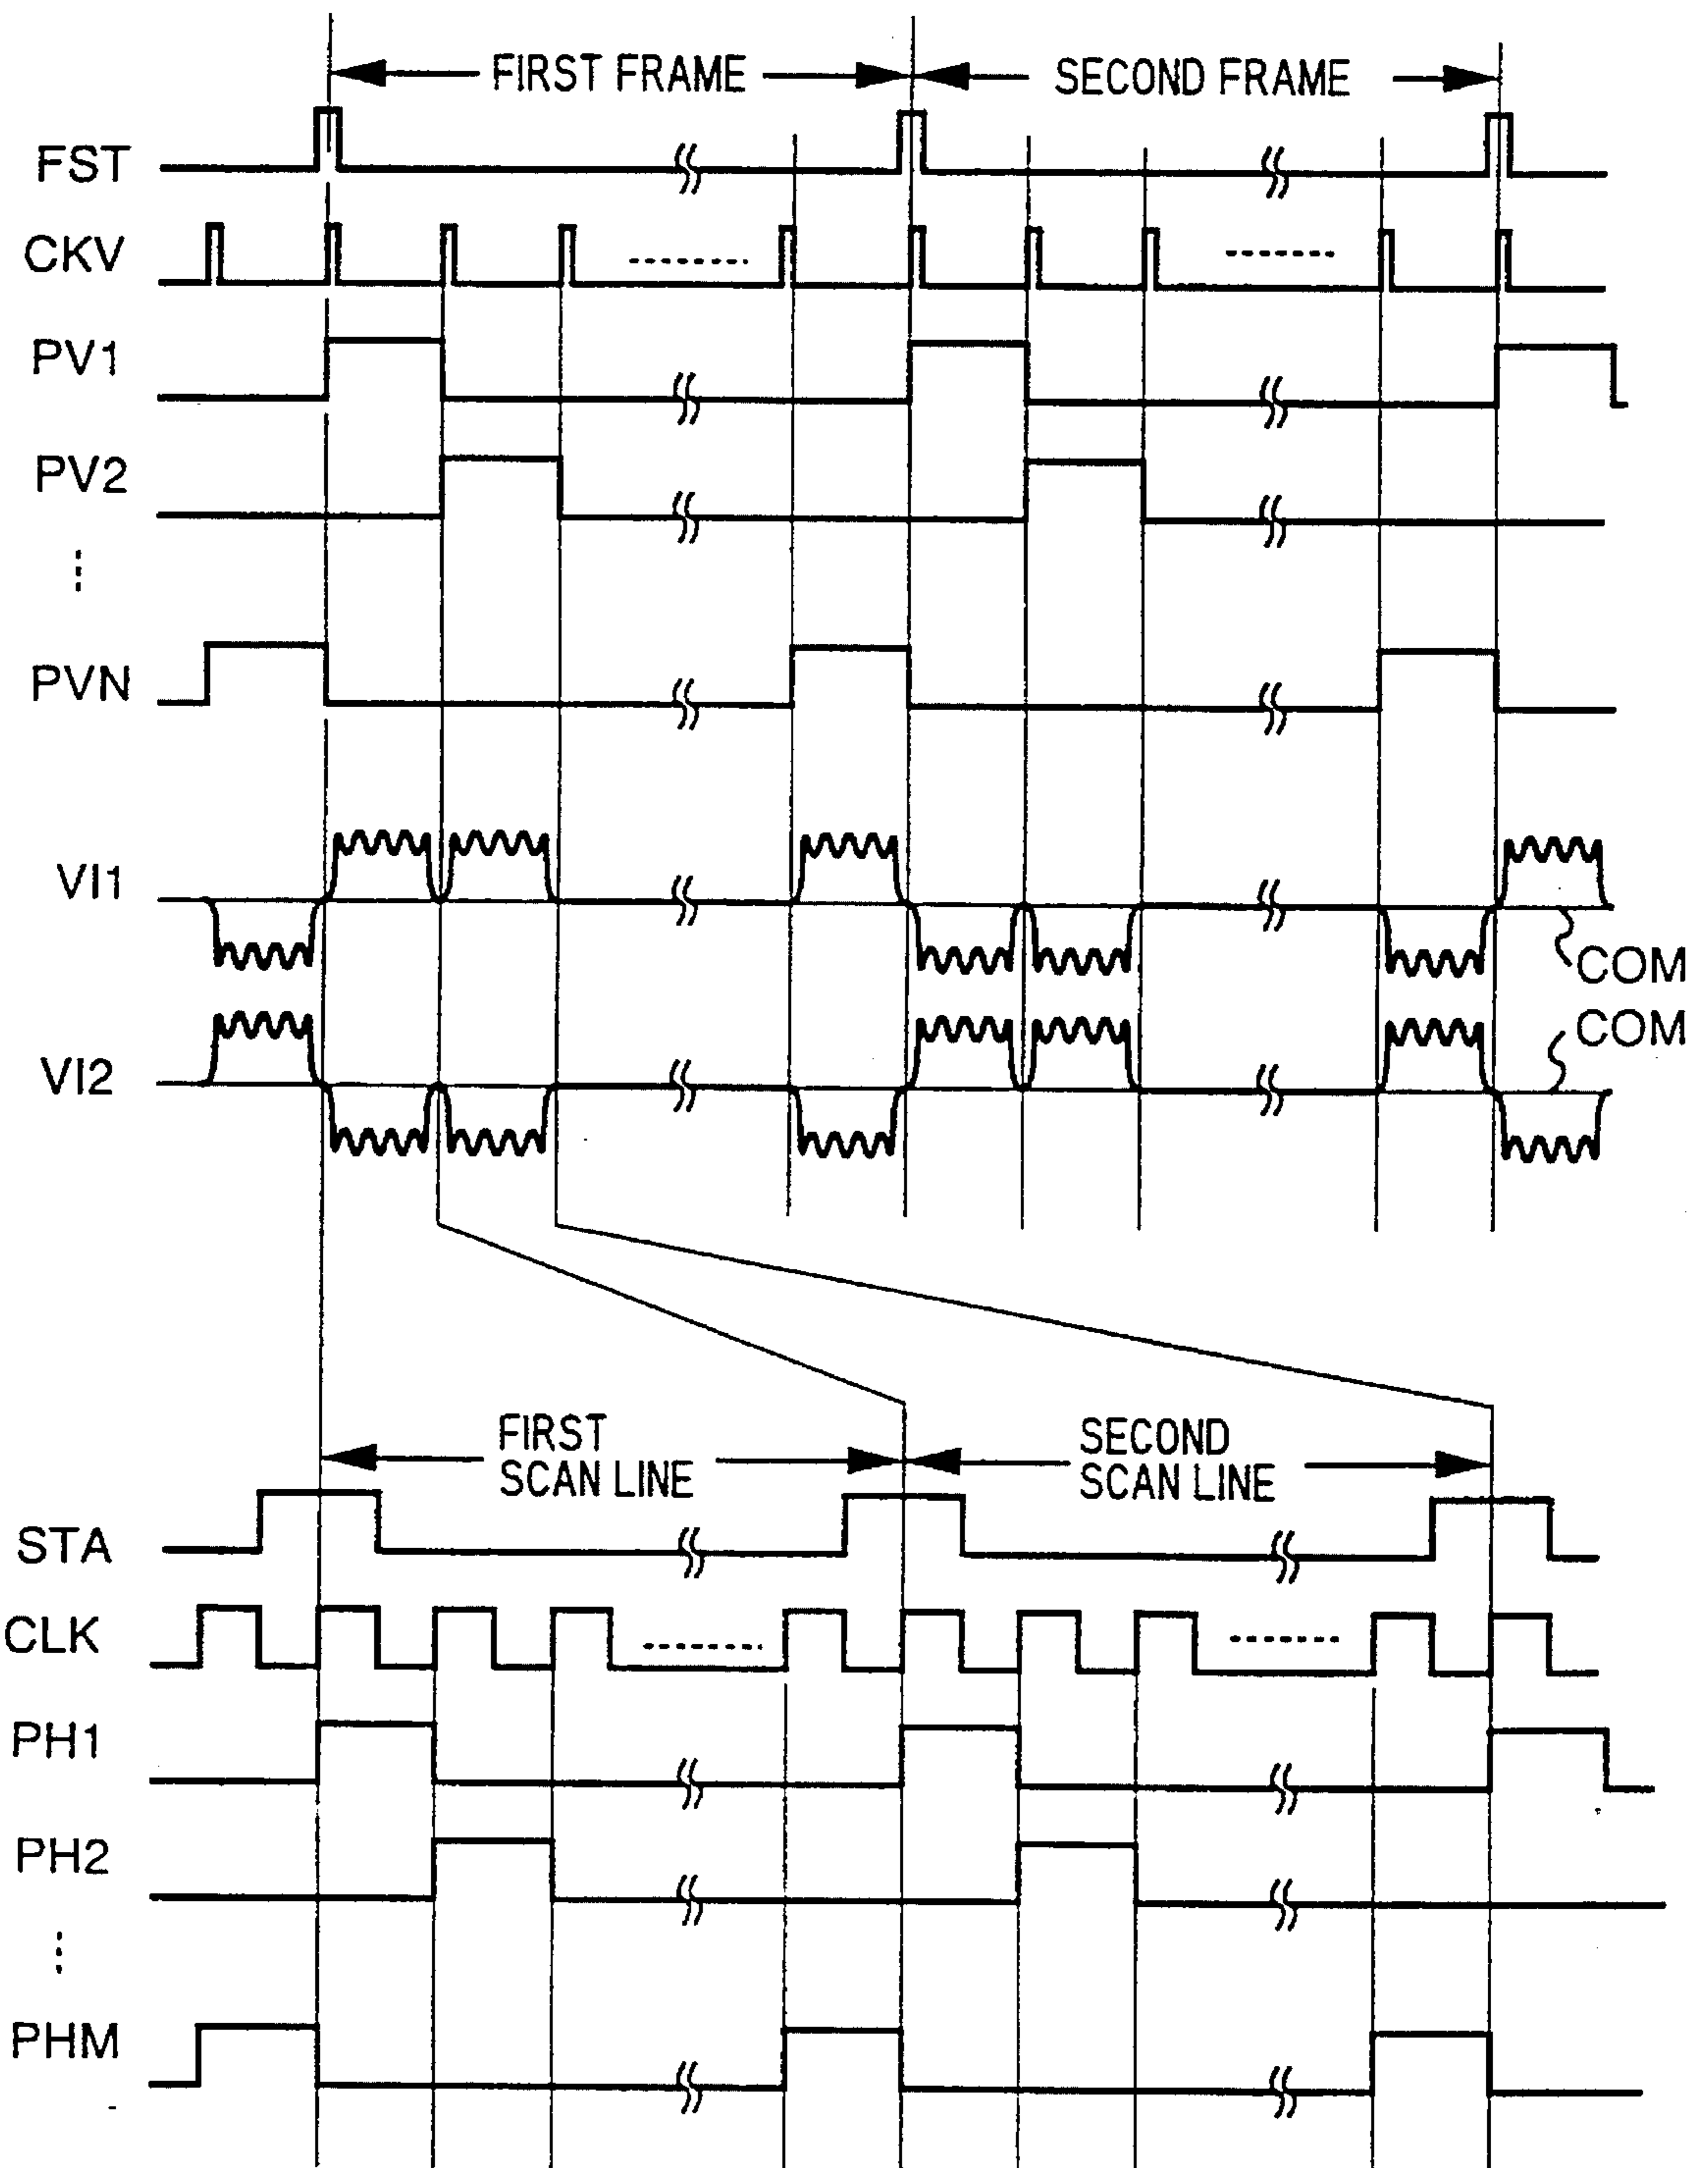 FIRST FRAME
SECOND FRAME
FST
CKV
PV1
PV2
PVN
VI1
COM
COM
VI2
FIRST
SCAN LINE
SECOND
SCAN LINE
STA
CLK
PH1
PH2
PHM